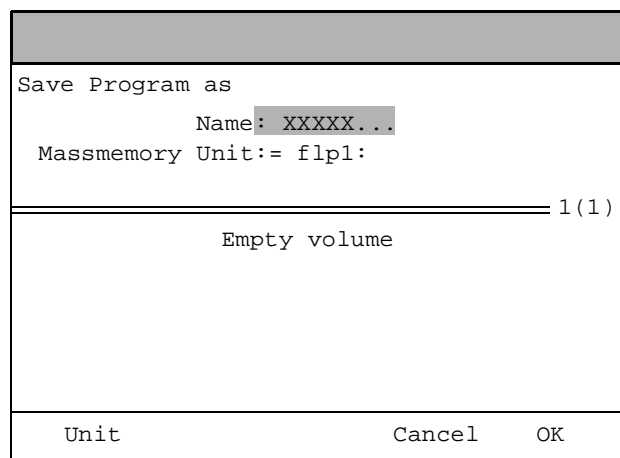 Save Program as
Name: XXXXX...
Massmemory Unit:= flp1:
1(1)
Empty volume
Unit Cancel OK